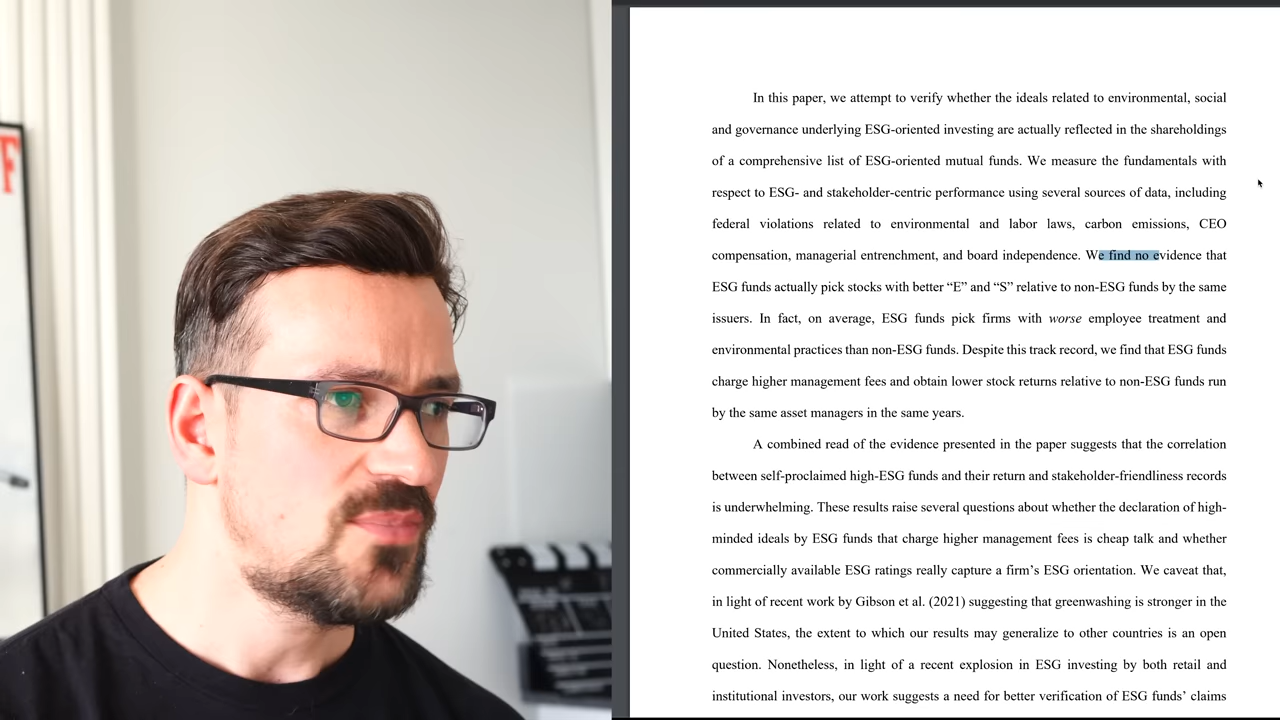 F
In this paper, we attempt to verify whether the ideals related to environmental, social
and governance underlying ESG-oriented investing are actually reflected in the shareholdings
of a comprehensive list of ESG-oriented mutual funds. We measure the fundamentals with
respect to ESG- and stakeholder-centric performance using several sources of data, including
federal violations related to environmental and labor laws, carbon emissions, CEO
compensation, managerial entrenchment, and board independence. We find no evidence that
ESG funds actually pick stocks with better “E” and “S” relative to non-ESG funds by the same
issuers. In fact, on average, ESG funds pick firms with worse employee treatment and
environmental practices than non-ESG funds. Despite this track record, we find that ESG funds
charge higher management fees and obtain lower stock returns relative to non-ESG funds run
by the same asset managers in the same years.
A combined read of the evidence presented in the paper suggests that the correlation
between self-proclaimed high-ESG funds and their return and stakeholder-friendliness records
is underwhelming. These results raise several questions about whether the declaration of high-
minded ideals by ESG funds that charge higher management fees is cheap talk and whether
commercially available ESG ratings really capture a firm’s ESG orientation. We caveat that,
in light of recent work by Gibson et al. (2021) suggesting that greenwashing is stronger in the
United States, the extent to which our results may generalize to other countries is an open
question. Nonetheless, in light of a recent explosion in ESG investing by both retail and
institutional investors, our work suggests a need for better verification of ESG funds’ claims